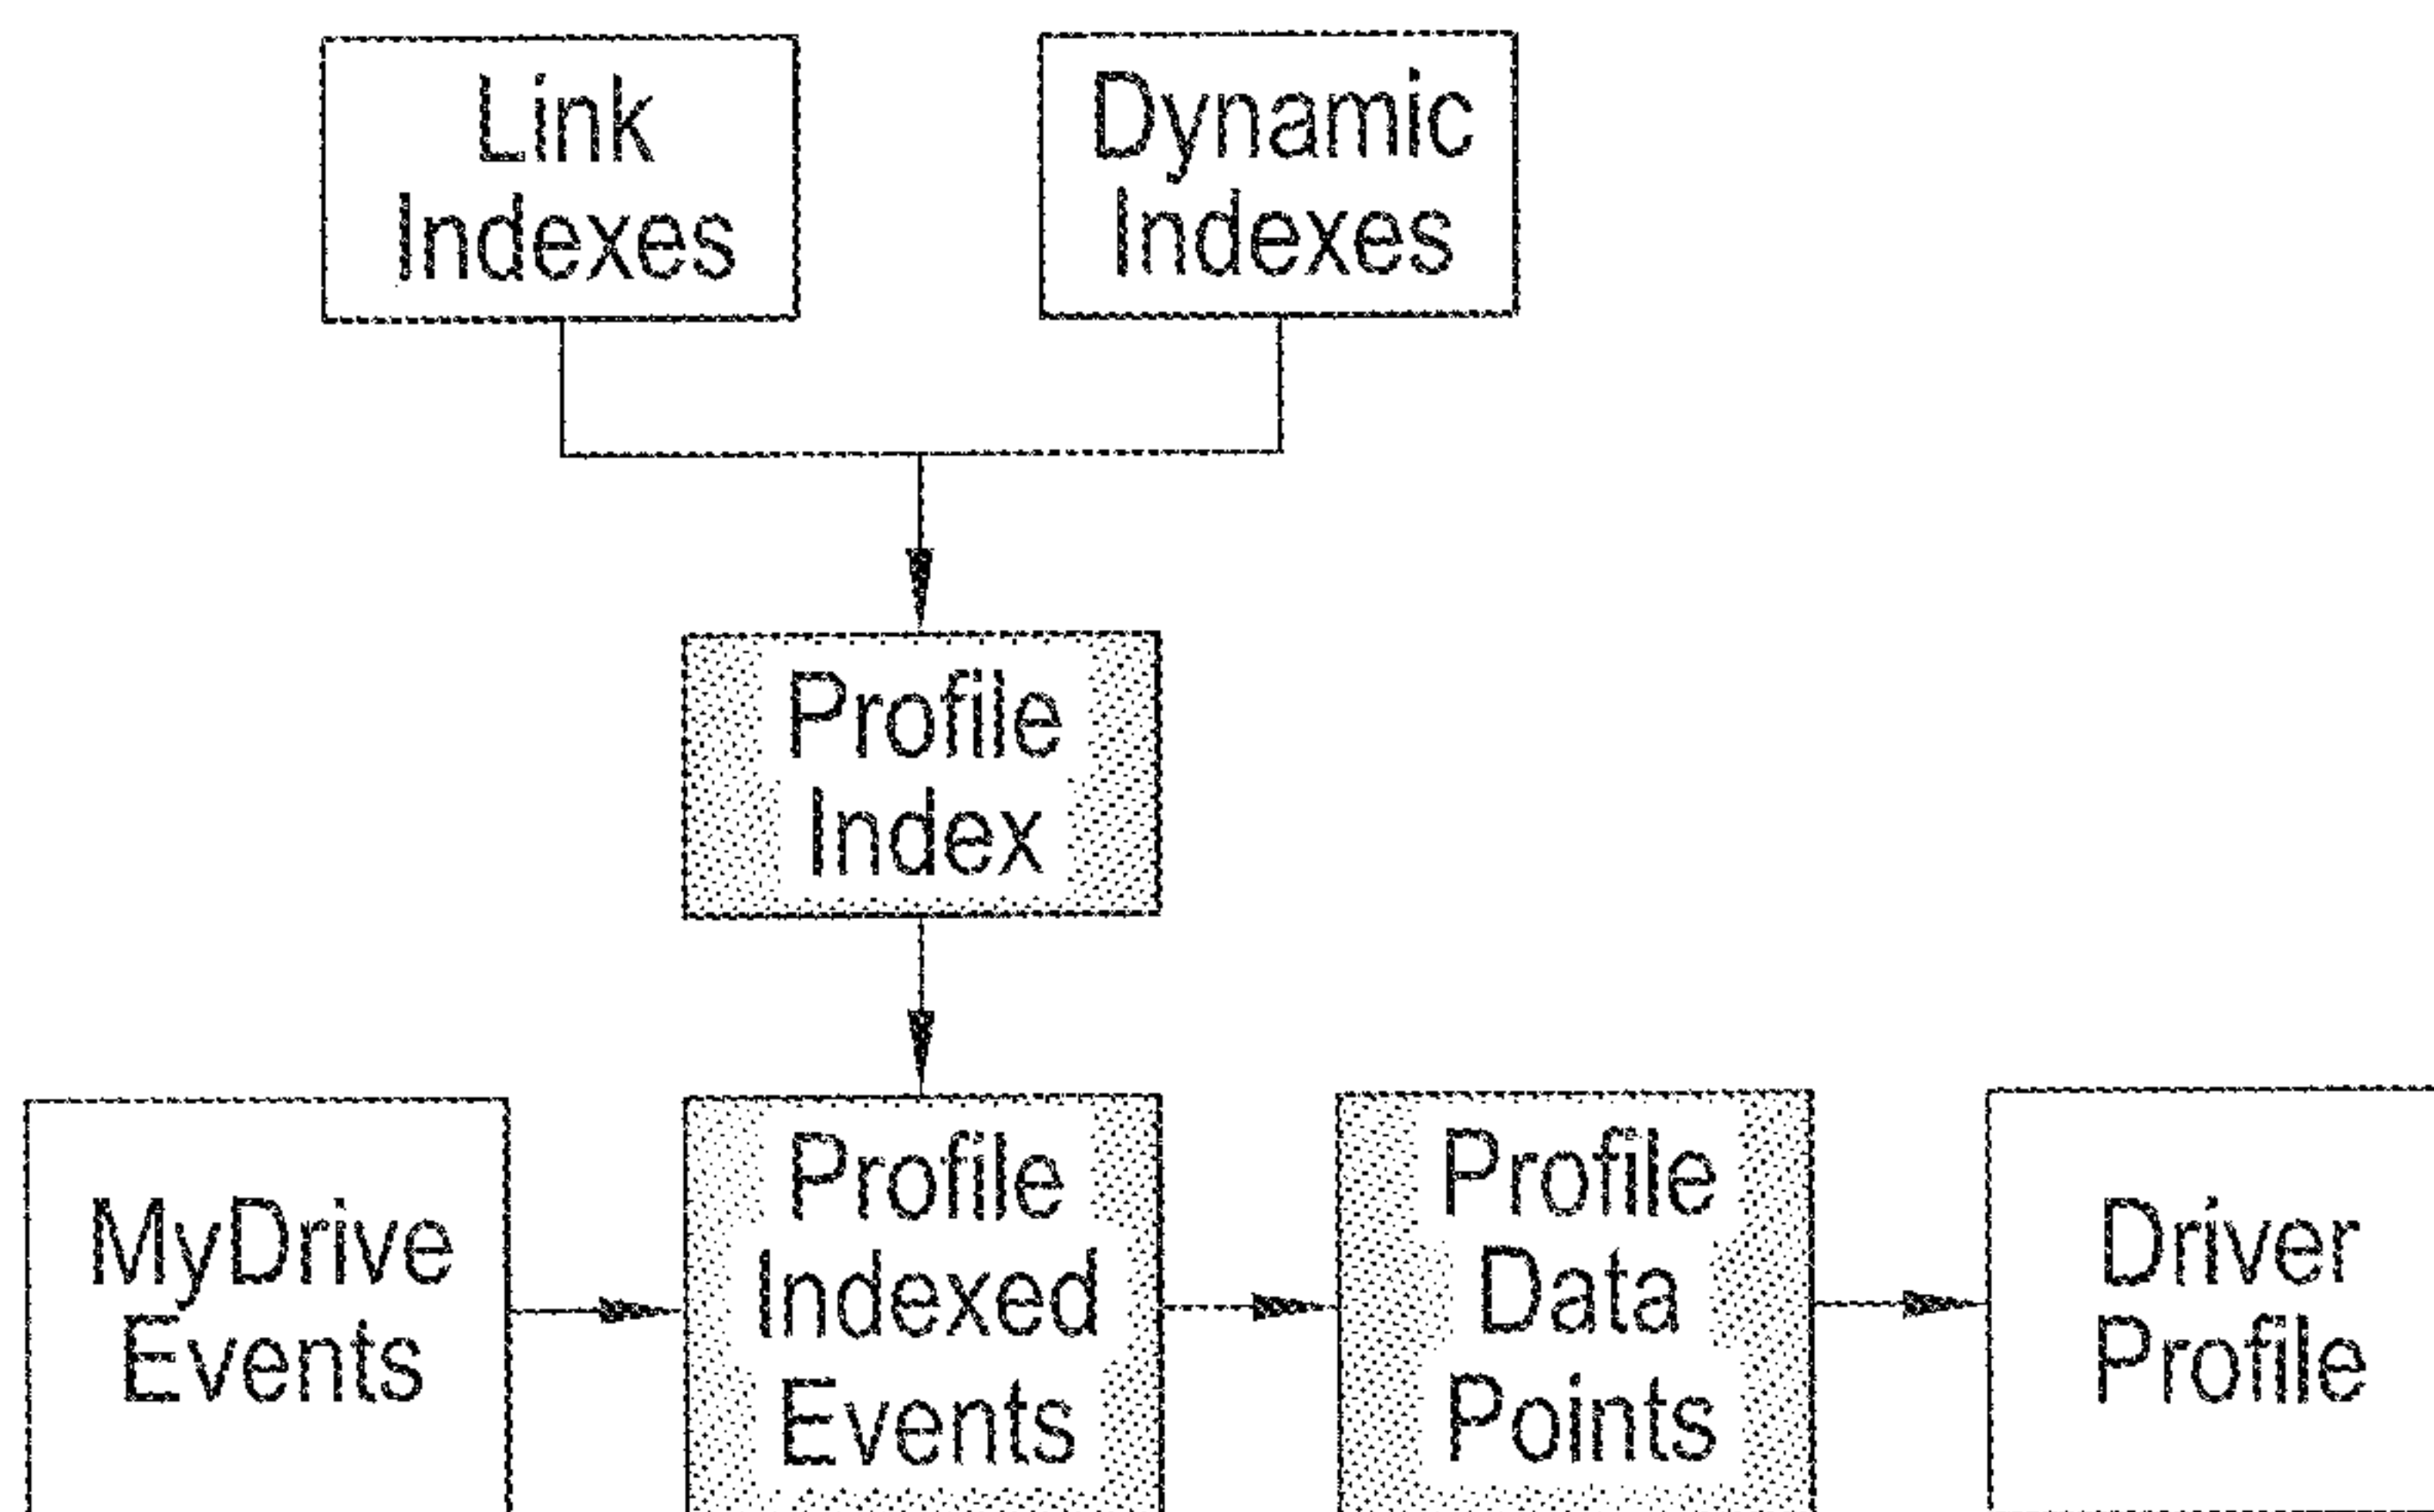 Link
Indexes
Dynamic
Indexes
Profile
Index
MyDrive
Events
Profile
Indexed
Events
Profile
Data
Points
Driver
Profile